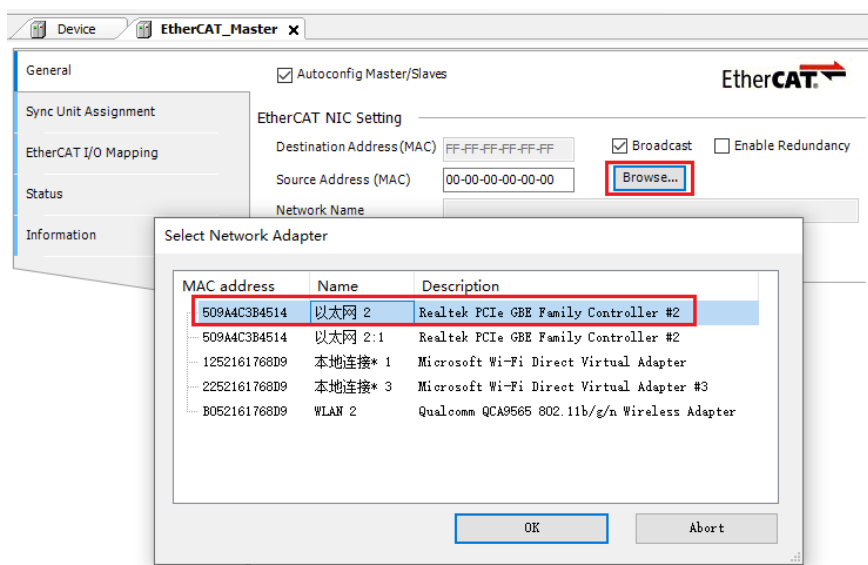 Device EtherCAT_Master
General
Autoconfig Master/Slaves
EtherCAT.
Sync Unit Assignment
EtherCAT NIC Setting
EtherCAT I/O Mapping
Destination Address (MAC) FF-FF-FF-FF-FF-FF Broadcast Enable Redundancy
Status
Source Address (MAC) 00-00-00-00-00-00 Browse...
Network Name
Information
Select Network Adapter
MAC address Name Description
509A4C3B4514 以太网 2 Realtek PCIe GBE Family Controller #2
509A4C3B4514 以太网 2:1 Realtek PCIe GBE Family Controller #2
1252161768D9 本地连接* 1 Microsoft Wi-Fi Direct Virtual Adapter
2252161768D9 本地连接* 3 Microsoft Wi-Fi Direct Virtual Adapter #3
B052161768D9 WLAN 2 Qualcomm QCA9565 802.11b/g/n Wireless Adapter
OK Abort